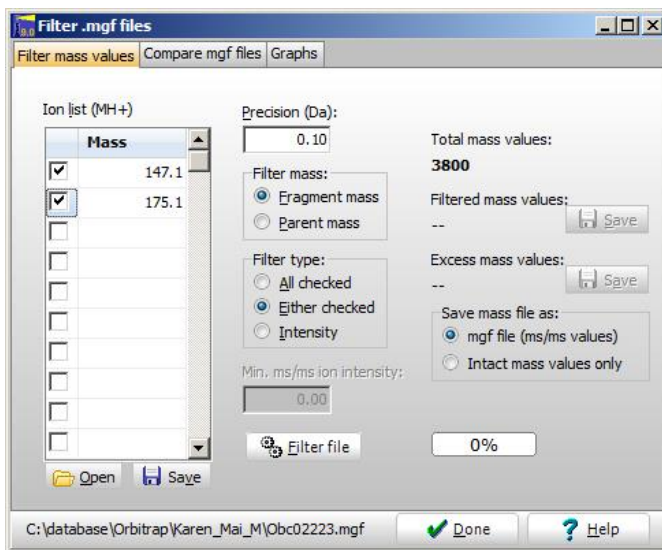 9.0 Filter .mgf files
Filter mass values Compare mgf files Graphs
Ion list (MH+)
Mass
147.1
175.1
Open Save
Precision (Da):
0.10
Filter mass:
Fragment mass
Parent mass
Filter type:
All checked
Either checked
Intensity
Min. ms/ms ion intensity:
0.00
Filter file
Total mass values:
3800
Filtered mass values:
-- Save
Excess mass values:
-- Save
Save mass file as:
mgf file (ms/ms values)
Intact mass values only
0%
C:\database\Orbitrap\Karen_Mai_M\Obc02223.mgf Done ? Help